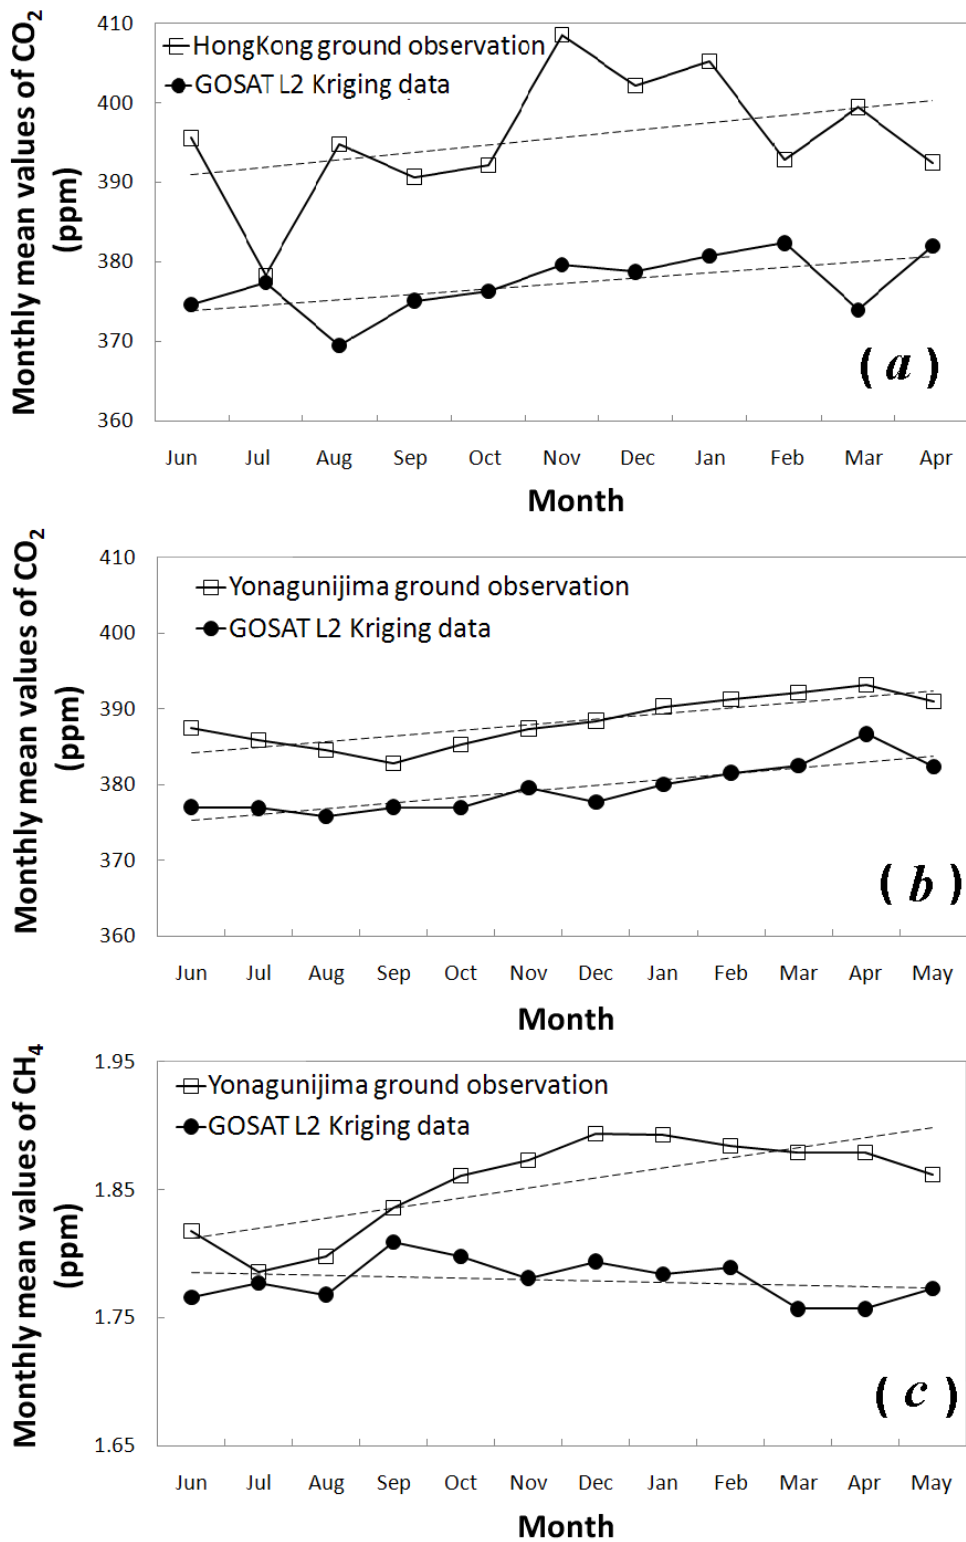 Monthly mean values of CO2
(ppm)
410
400
390
380
370
360
HongKong ground observation
GOSAT L2 Kriging data
(a)
Jun Jul Aug Sep Oct Nov Dec Jan Feb Mar Apr
Month
Monthly mean values of CO2
(ppm)
410
400
390
380
370
360
Yonagunijima ground observation
GOSAT L2 Kriging data
(b)
Jun Jul Aug Sep Oct Nov Dec Jan Feb Mar Apr May
Month
Monthly mean values of CH4
(ppm)
1.95
1.85
1.75
1.65
Yonagunijima ground observation
GOSAT L2 Kriging data
(c)
Jun Jul Aug Sep Oct Nov Dec Jan Feb Mar Apr May
Month